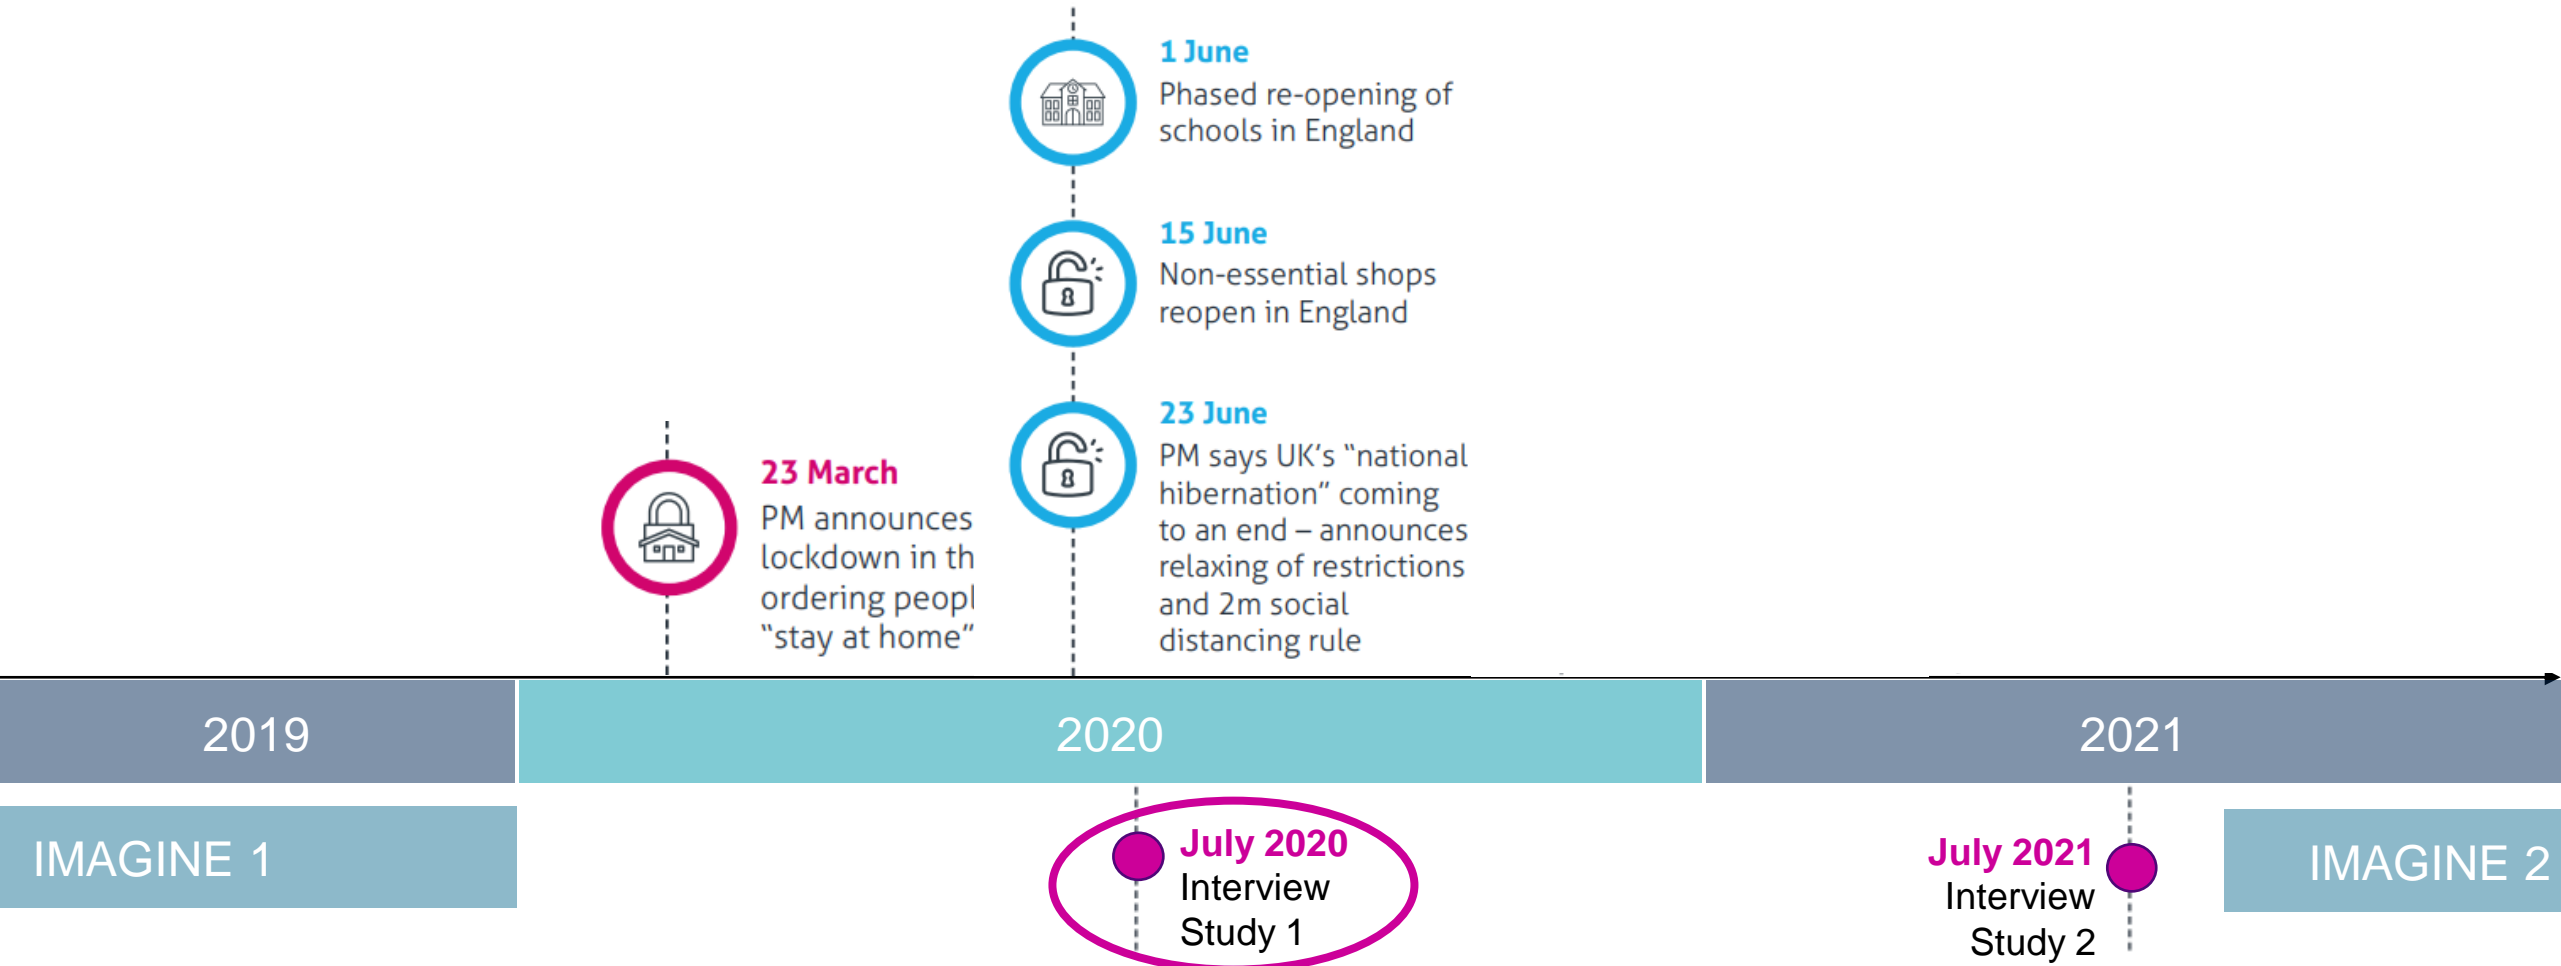 1 June
Phased re-opening of
schools in England
15 June
Non-essential shops
reopen in England
23 June
PM says UK’s “national
hibernation” coming
to an end – announces
relaxing of restrictions
and 2m social
distancing rule
23 March
PM announces
lockdown in th
ordering peopl
“stay at home”
2019
2020
2021
IMAGINE 1
July 2020
Interview
Study 1
July 2021
Interview
Study 2
IMAGINE 2